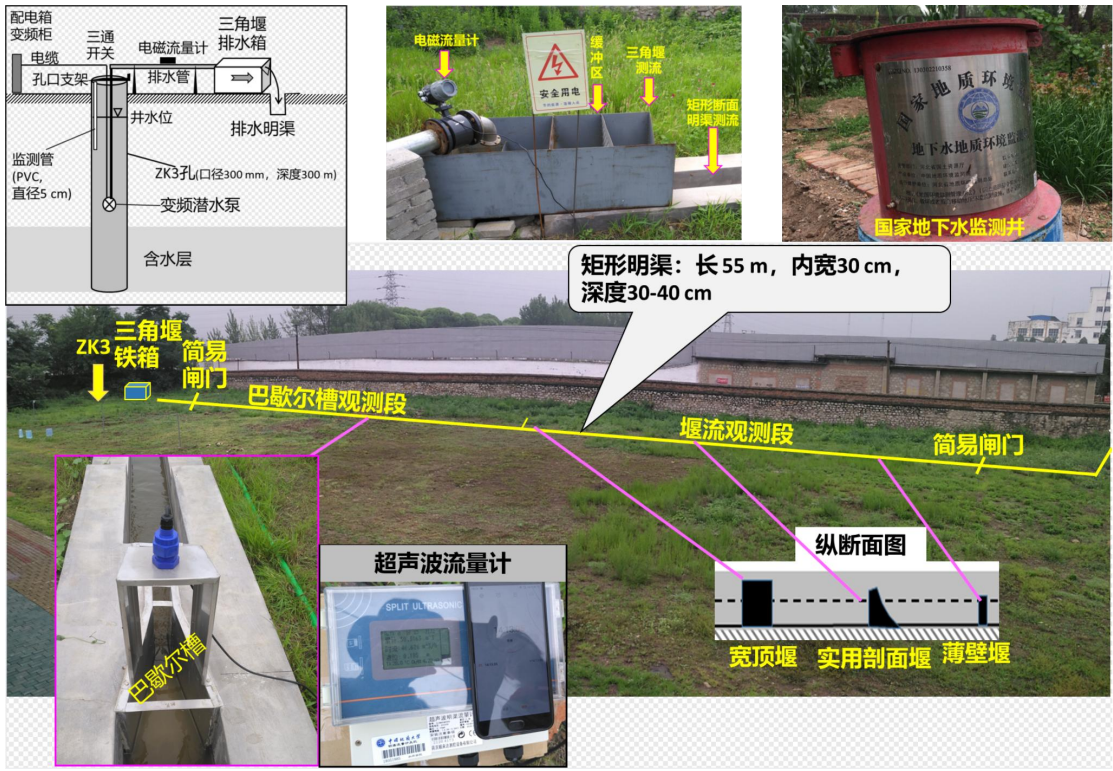 配电箱
变频柜
电缆
孔口支架
三通
开关
电磁流量计
排水管
三角堰
排水箱
井水位
排水明渠
监测管
(PVC,
直径5 cm)
ZK3孔(口径300 mm，深度300 m)
变频潜水泵
含水层
电磁流量计
安全用电
缓冲区
三角堰
测流
矩形断面
明渠测流
国家地质环境
地下水地质环境监测
国家地下水监测井
矩形明渠：长 55 m，内宽30 cm，
深度30-40 cm
ZK3
三角堰
铁箱
简易
闸门
巴歇尔槽观测段
堰流观测段
简易闸门
巴歇尔槽
超声波流量计
SPLIT ULTRASONIC
纵断面图
宽顶堰
实用剖面堰
薄壁堰